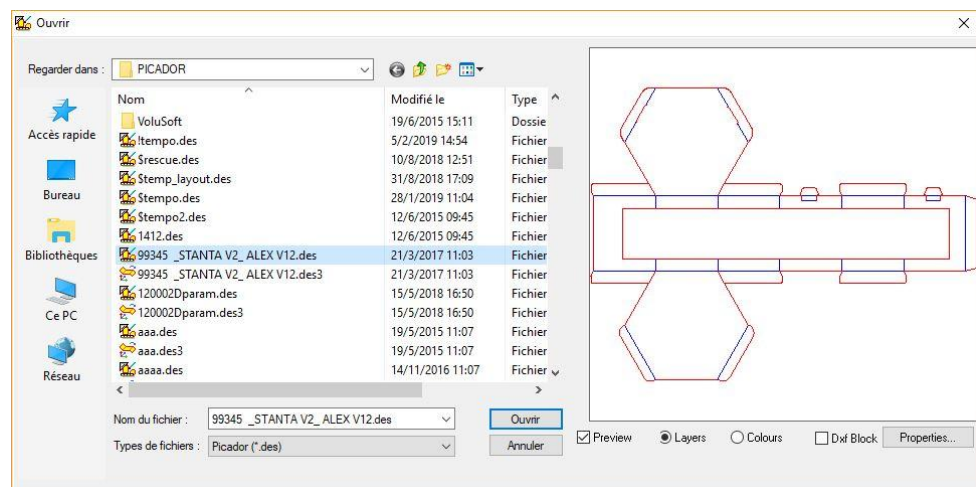 Ouvrir
Regarder dans : PICADOR
Accès rapide
Bureau
Bibliothèques
Ce PC
Réseau
Nom Modifié le Type
VoluSoft 19/6/2015 15:11 Dossie
!tempo.des 5/2/2019 14:54 Fichier
$rescue.des 10/8/2018 12:51 Fichier
$temp_layout.des 31/8/2018 17:09 Fichier
$tempo.des 28/1/2019 11:04 Fichier
$tempo2.des 12/6/2015 09:45 Fichier
1412.des 12/6/2015 09:45 Fichier
99345 _STANTA V2_ ALEX V12.des 21/3/2017 11:03 Fichier
99345 _STANTA V2_ ALEX V12.des3 21/3/2017 11:03 Fichier
120002Dparam.des 15/5/2018 16:50 Fichier
120002Dparam.des3 15/5/2018 16:50 Fichier
aaa.des 19/5/2015 11:07 Fichier
aaa.des3 19/5/2015 11:07 Fichier
aaaa.des 14/11/2016 11:07 Fichier
Nom du fichier : 99345 _STANTA V2_ ALEX V12.des Ouvrir
Types de fichiers : Picador (*.des) Annuler
Preview Layers Colours Dxf Block Properties...